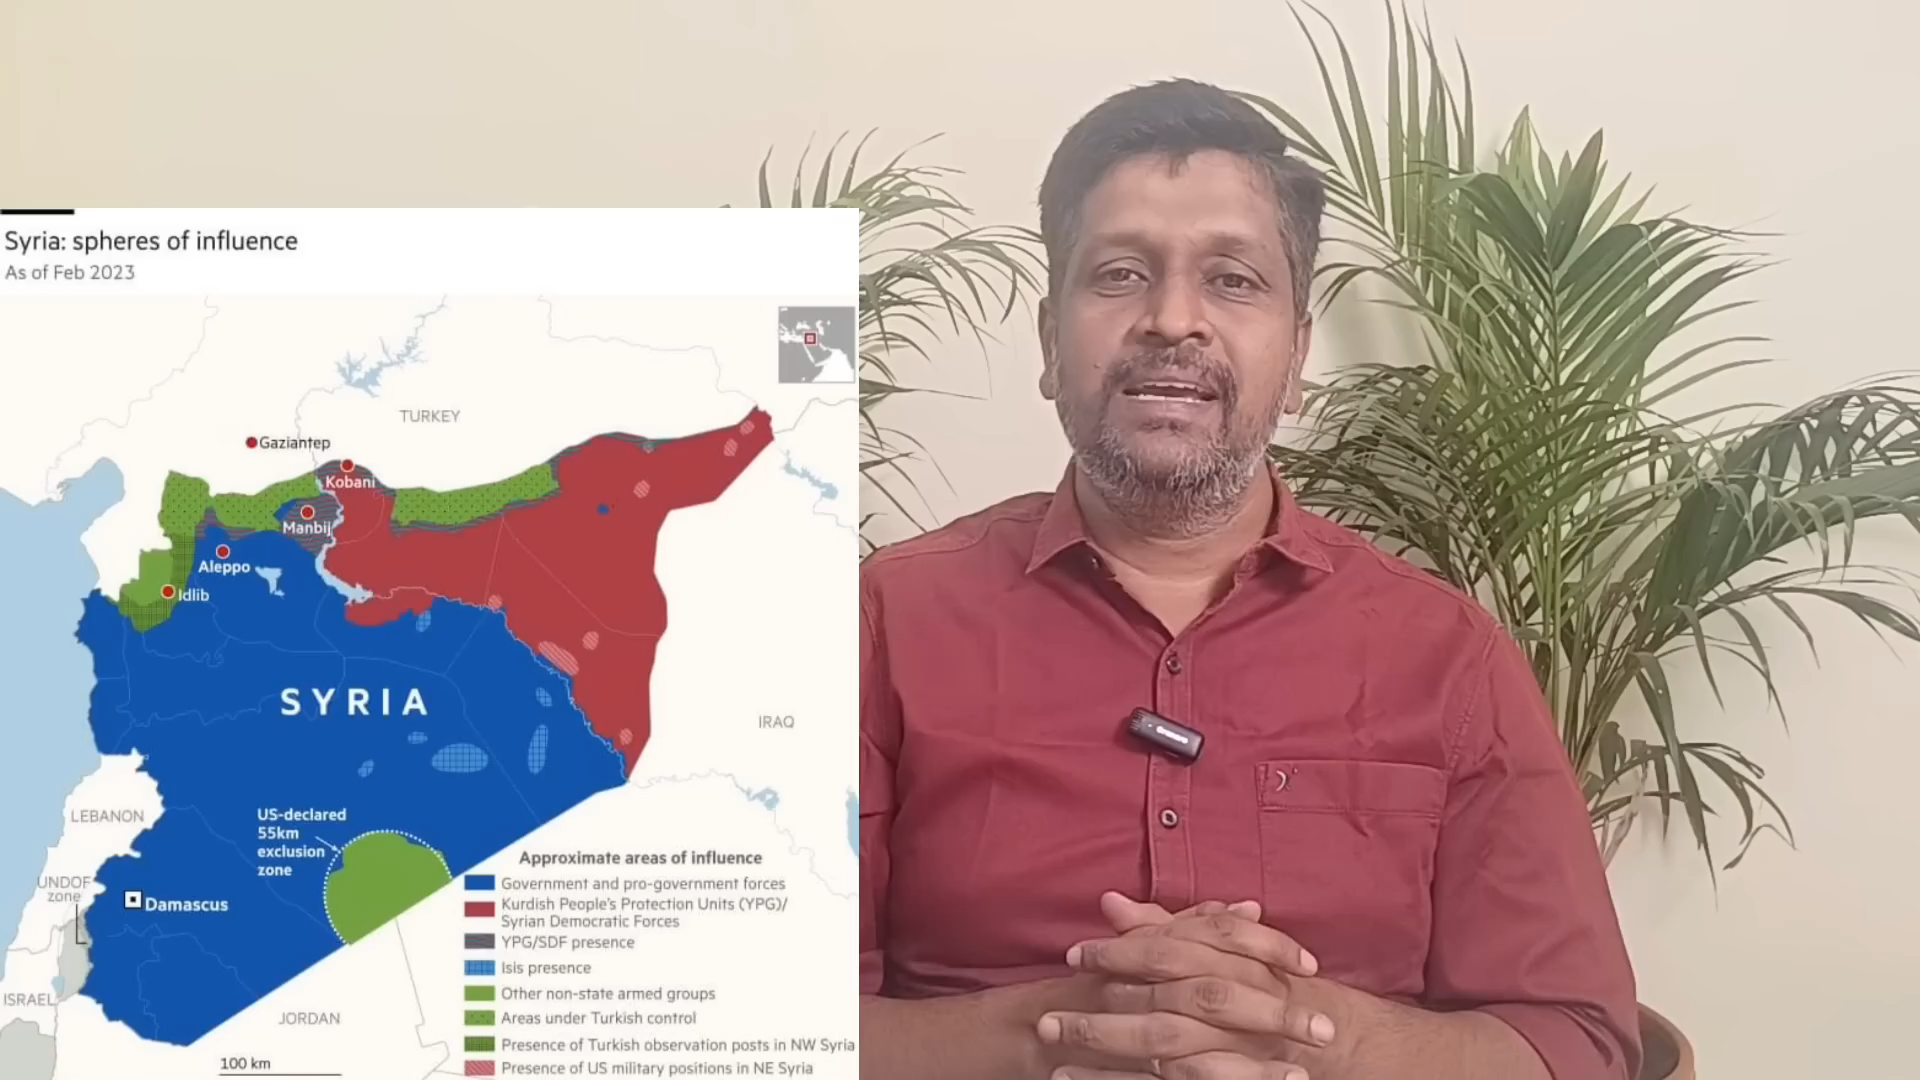 Syria: spheres of influence
As of Feb 2023
TURKEY
Gaziantep
Kobani
Manbij
Aleppo
Idlib
SYRIA
IRAQ
LEBANON
US-declared
55km
exclusion
zone
UNDOF
zone
Damascus
ISRAEL
JORDAN
100 km
Approximate areas of influence
Government and pro-government forces
Kurdish People's Protection Units (YPG)/
Syrian Democratic Forces
YPG/SDF presence
Isis presence
Other non-state armed groups
Areas under Turkish control
Presence of Turkish observation posts in NW Syria
Presence of US military positions in NE Syria